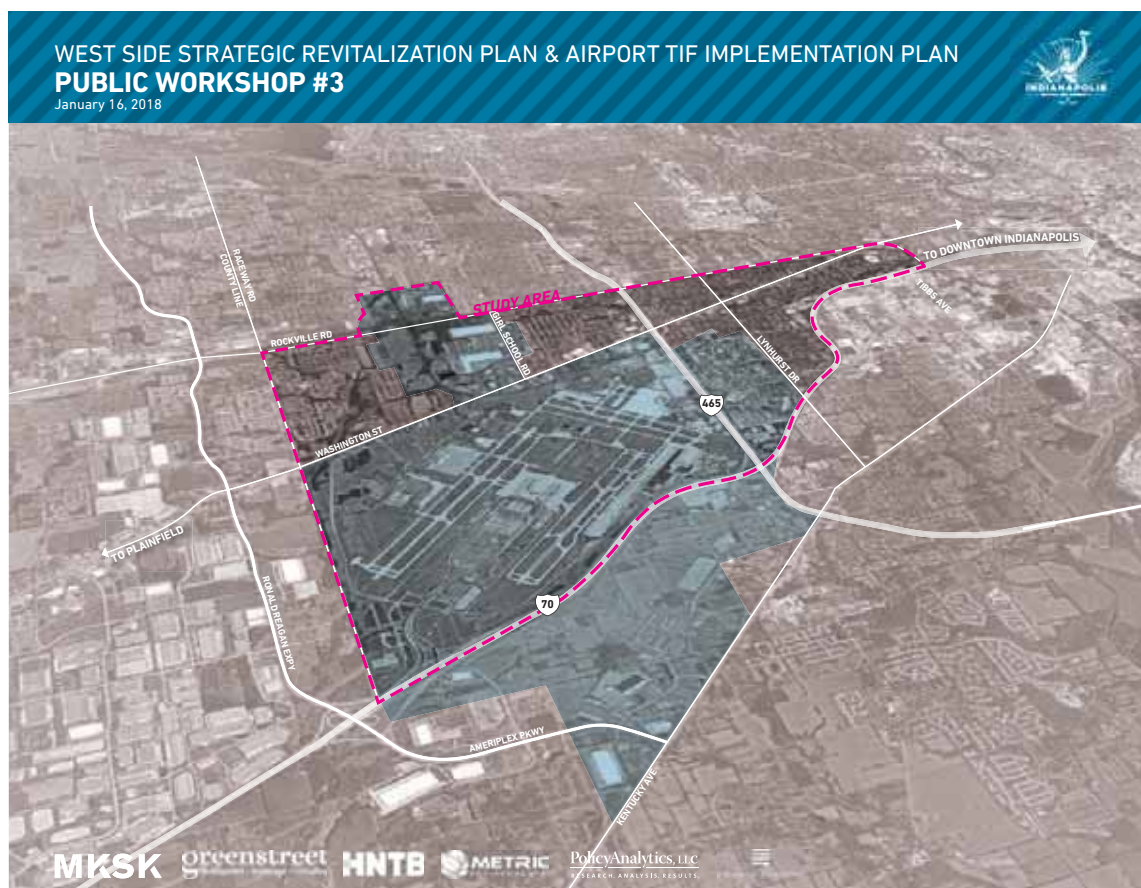 WEST SIDE STRATEGIC REVITALIZATION PLAN & AIRPORT TIF IMPLEMENTATION PLAN
PUBLIC WORKSHOP #3
January 16, 2018
INDIANAPOLIS
RACEWAY RD
COUNTY LINE
TO DOWNTOWN INDIANAPOLIS
TIBBS AVE
STUDY AREA
GIRL SCHOOL RD
ROCKVILLE RD
LYNHURST DR
465
WASHINGTON ST
TO PLAINFIELD
RONALD REAGAN EXPY
70
AMERIPLEX PKWY
KENTUCKY AVE
MKSK
greenstreet
HNTB
METRIC
PolicyAnalytics, LLC
RESEARCH. ANALYSIS. RESULTS.